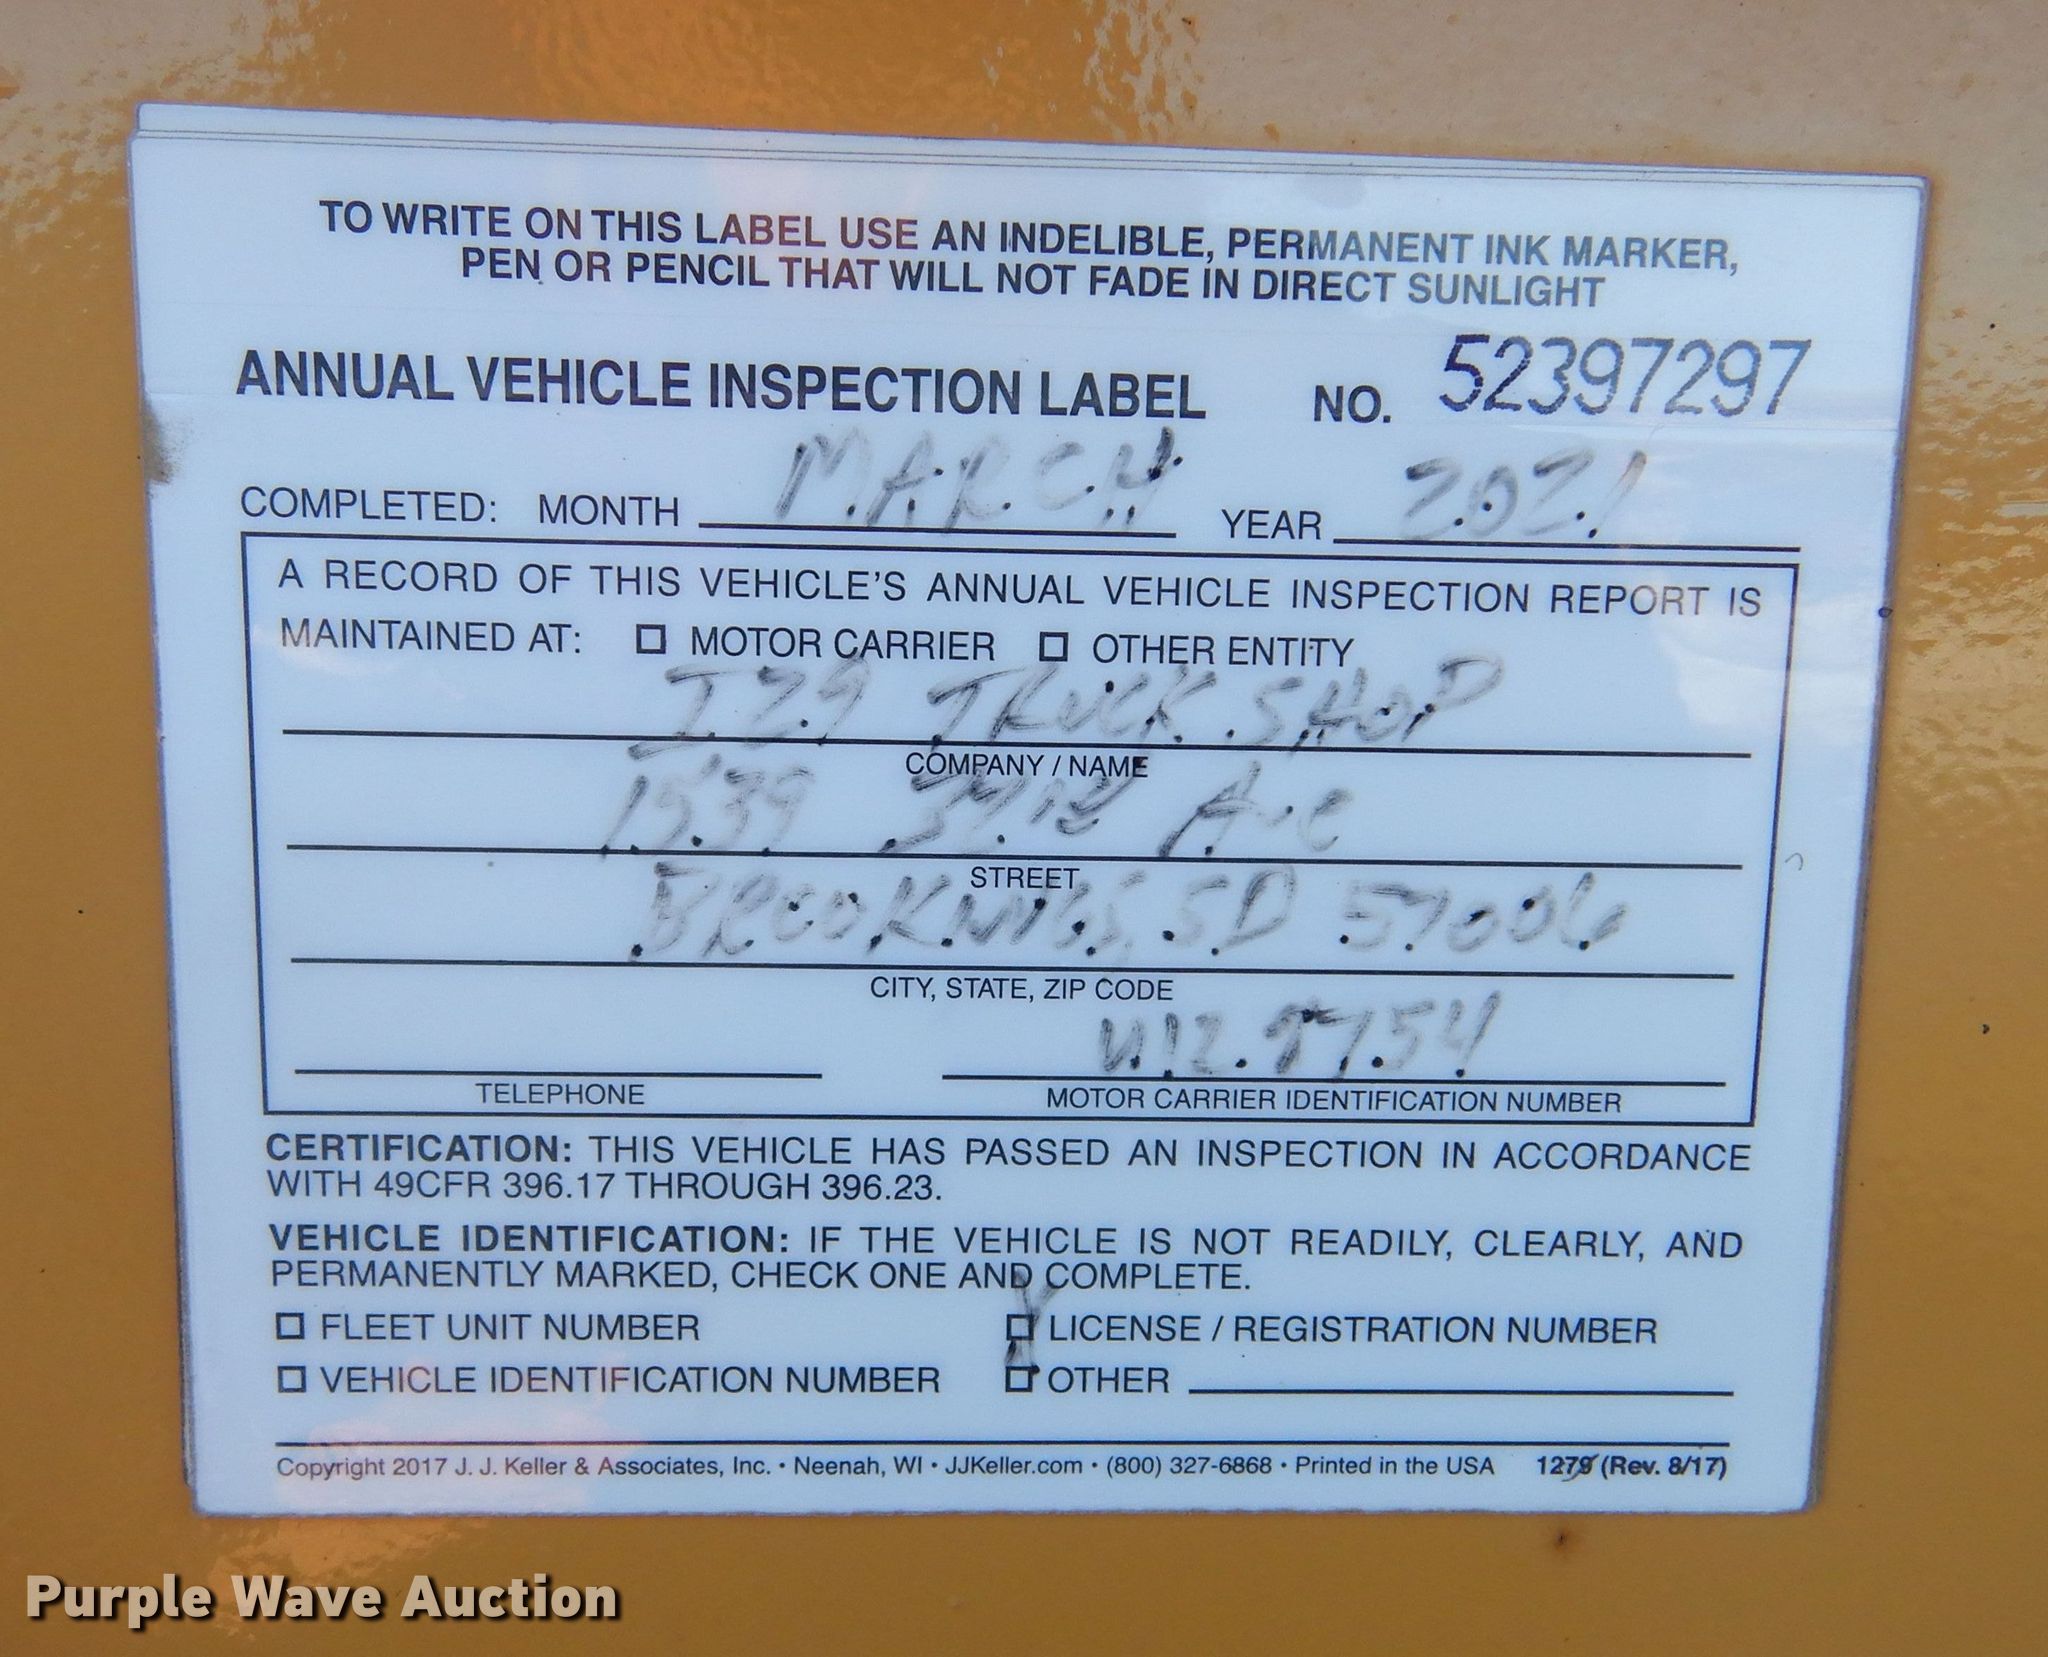 TO WRITE ON THIS LABEL USE AN INDELIBLE, PERMANENT INK MARKER,
PEN OR PENCIL THAT WILL NOT FADE IN DIRECT SUNLIGHT
ANNUAL VEHICLE INSPECTION LABEL NO. 52397297
COMPLETED: MONTH MARCH YEAR 2021
A RECORD OF THIS VEHICLE'S ANNUAL VEHICLE INSPECTION REPORT IS
MAINTAINED AT: MOTOR CARRIER OTHER ENTITY
I29 TRUCK SHOP
COMPANY / NAME
1539 Ave
STREET
BROOKINGS, SD 57006
CITY, STATE, ZIP CODE
TELEPHONE MOTOR CARRIER IDENTIFICATION NUMBER
CERTIFICATION: THIS VEHICLE HAS PASSED AN INSPECTION IN ACCORDANCE
WITH 49CFR 396.17 THROUGH 396.23.
VEHICLE IDENTIFICATION: IF THE VEHICLE IS NOT READILY, CLEARLY, AND
PERMANENTLY MARKED, CHECK ONE AND COMPLETE.
FLEET UNIT NUMBER LICENSE / REGISTRATION NUMBER
VEHICLE IDENTIFICATION NUMBER OTHER
Copyright 2017 J. J. Keller & Associates, Inc. • Neenah, WI • JJKeller.com • (800) 327-6868 • Printed in the USA 1279 (Rev. 8/17)
Purple Wave Auction